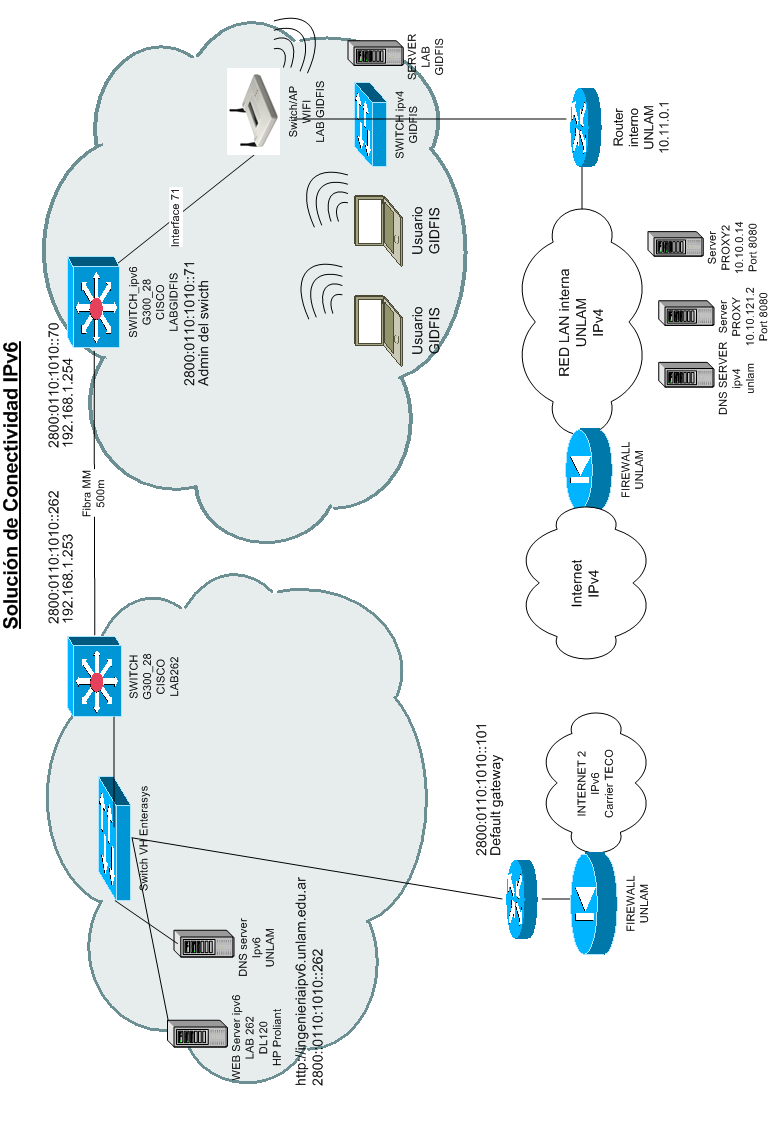 Solución de Conectividad IPv6
WEB Server ipv6
LAB 262
DL120
HP Proliant
http://ingenieriaipv6.unlam.edu.ar
2800:0110:1010::262
DNS server
Ipv6
UNLAM
Switch VH Enterasys
SWITCH
G300_28
CISCO
LAB262
2800:0110:1010::262
192.168.1.253
Fibra MM
500m
2800:0110:1010::70
192.168.1.254
SWITCH_ipv6
G300_28
CISCO
LABGIDFIS
2800:0110:1010::71
Admin del swicth
Interface 71
Switch/AP
WIFI
LAB GIDFIS
SERVER
LAB
GIDFIS
SWITCH ipv4
GIDFIS
Usuario
GIDFIS
Usuario
GIDFIS
2800:0110:1010::101
Default gateway
FIREWALL
UNLAM
INTERNET 2
IPv6
Carrier TECO
Internet
IPv4
FIREWALL
UNLAM
RED LAN interna
UNLAM
IPv4
Router
interno
UNLAM
10.11.0.1
DNS SERVER
ipv4
unlam
Server
PROXY
10.10.121.2
Port 8080
Server
PROXY2
10.10.0.14
Port 8080